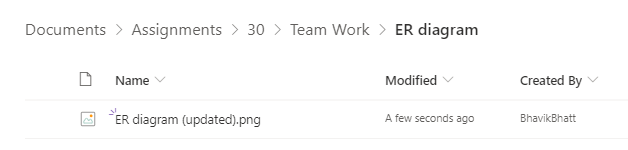 Documents > Assignments > 30 > Team Work > ER diagram
Name Modified Created By
ER diagram (updated).png A few seconds ago BhavikBhatt